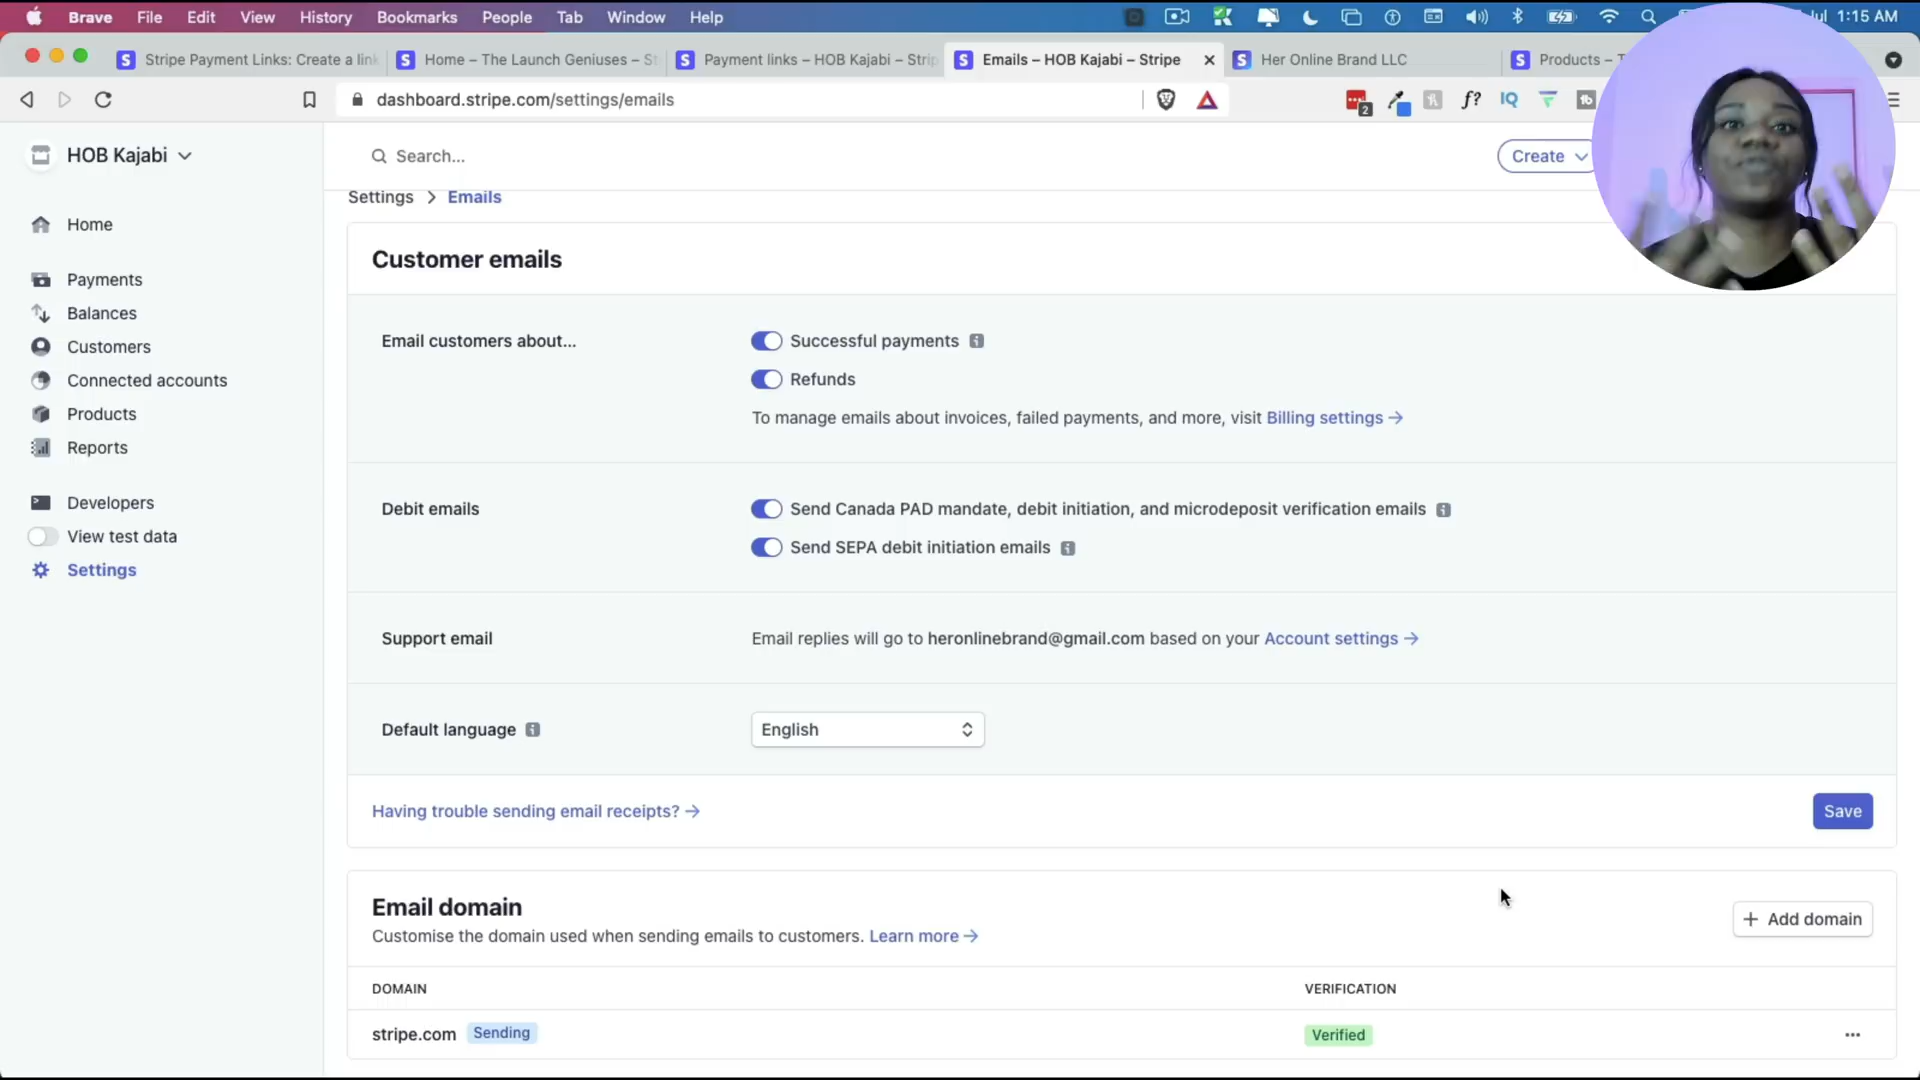 Brave File Edit View History Bookmarks People Tab Window Help 1:15 AM
Stripe Payment Links: Create a link
Home – The Launch Geniuses – St
Payment links – HOB Kajabi – Strip
Emails – HOB Kajabi – Stripe
Her Online Brand LLC
Products –
dashboard.stripe.com/settings/emails
2
f?
IQ
tb
HOB Kajabi
Search...
Create
Home
Payments
Balances
Customers
Connected accounts
Products
Reports
Developers
View test data
Settings
Settings > Emails
Customer emails
Email customers about...
Successful payments
Refunds
To manage emails about invoices, failed payments, and more, visit Billing settings →
Debit emails
Send Canada PAD mandate, debit initiation, and microdeposit verification emails
Send SEPA debit initiation emails
Support email
Email replies will go to heronlinebrand@gmail.com based on your Account settings →
Default language
English
Having trouble sending email receipts? →
Save
Email domain
Customise the domain used when sending emails to customers. Learn more →
+ Add domain
DOMAIN VERIFICATION
stripe.com Sending Verified